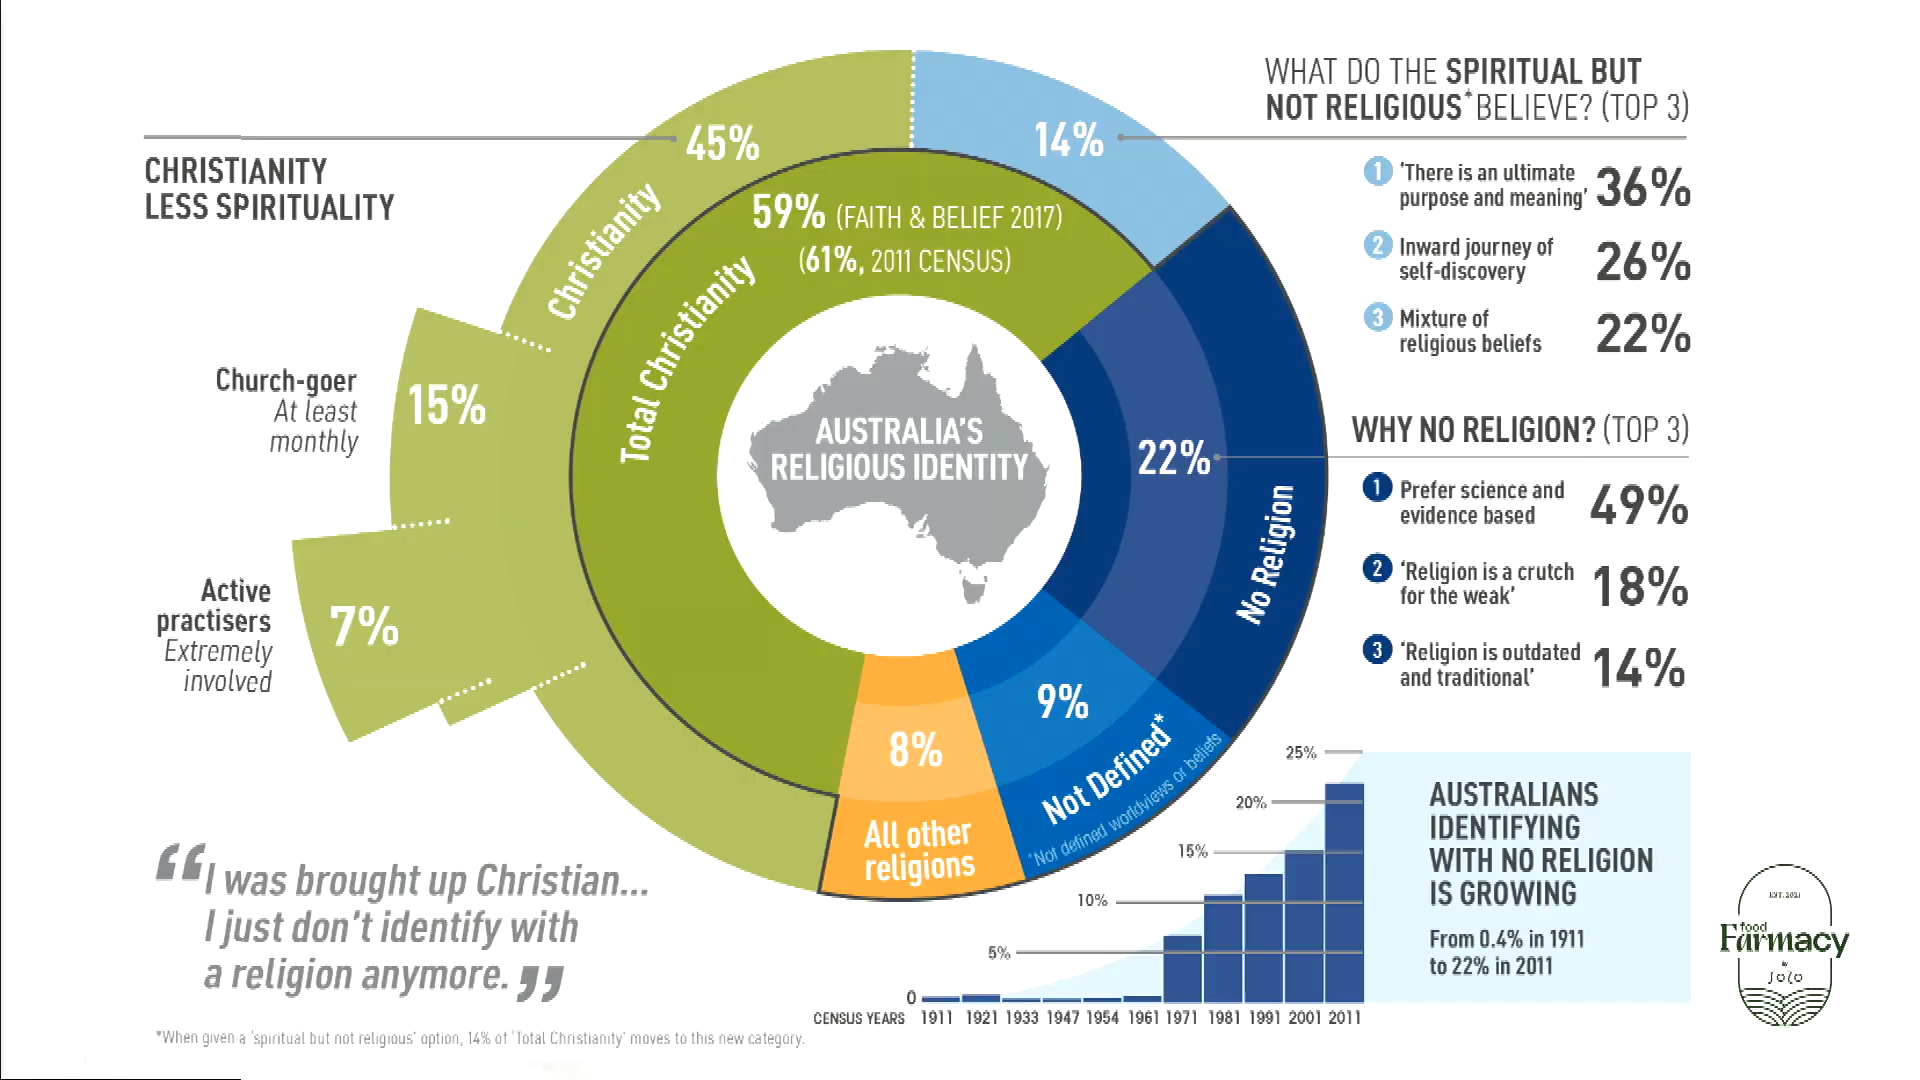 CHRISTIANITY
LESS SPIRITUALITY
45%
14%
Christianity
59% (FAITH & BELIEF 2017)
(61%, 2011 CENSUS)
Total Christianity
Church-goer
At least
monthly
15%
Active
practisers
Extremely
involved
7%
AUSTRALIA'S
RELIGIOUS IDENTITY
22%
No Religion
9%
Not Defined*
*Not defined worldviews or beliefs
8%
All other
religions
WHAT DO THE SPIRITUAL BUT
NOT RELIGIOUS* BELIEVE? (TOP 3)
1 'There is an ultimate
purpose and meaning' 36%
2 Inward journey of
self-discovery 26%
3 Mixture of
religious beliefs 22%
WHY NO RELIGION? (TOP 3)
1 Prefer science and
evidence based 49%
2 'Religion is a crutch
for the weak' 18%
3 'Religion is outdated
and traditional' 14%
25%
20%
15%
10%
5%
0
CENSUS YEARS 1911 1921 1933 1947 1954 1961 1971 1981 1991 2001 2011
AUSTRALIANS
IDENTIFYING
WITH NO RELIGION
IS GROWING
From 0.4% in 1911
to 22% in 2011
“I was brought up Christian...
I just don't identify with
a religion anymore.”
*When given a 'spiritual but not religious' option, 14% of 'Total Christianity' moves to this new category.
EST. 2021
food
Farmacy
by
JoJo